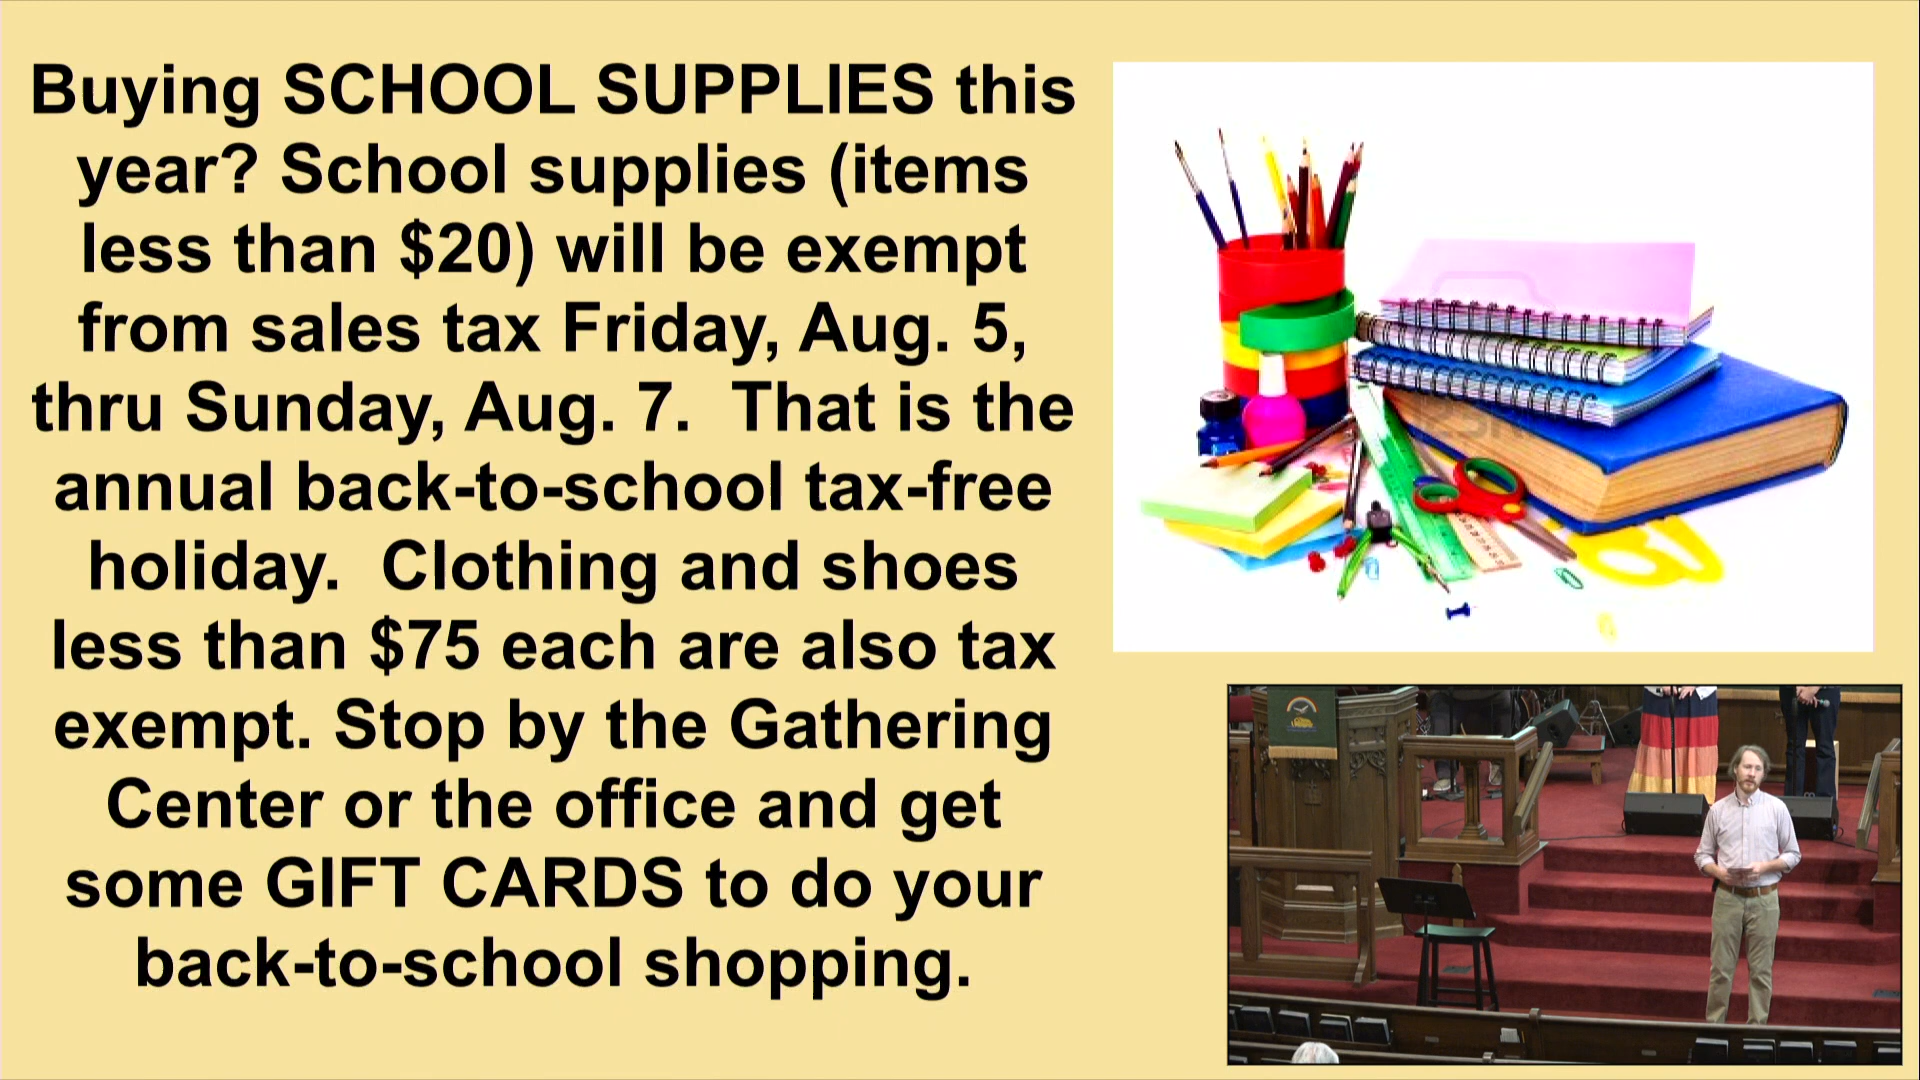 Buying SCHOOL SUPPLIES this
year? School supplies (items
less than $20) will be exempt
from sales tax Friday, Aug. 5,
thru Sunday, Aug. 7.  That is the
annual back-to-school tax-free
holiday.  Clothing and shoes
less than $75 each are also tax
exempt. Stop by the Gathering
Center or the office and get
some GIFT CARDS to do your
back-to-school shopping.